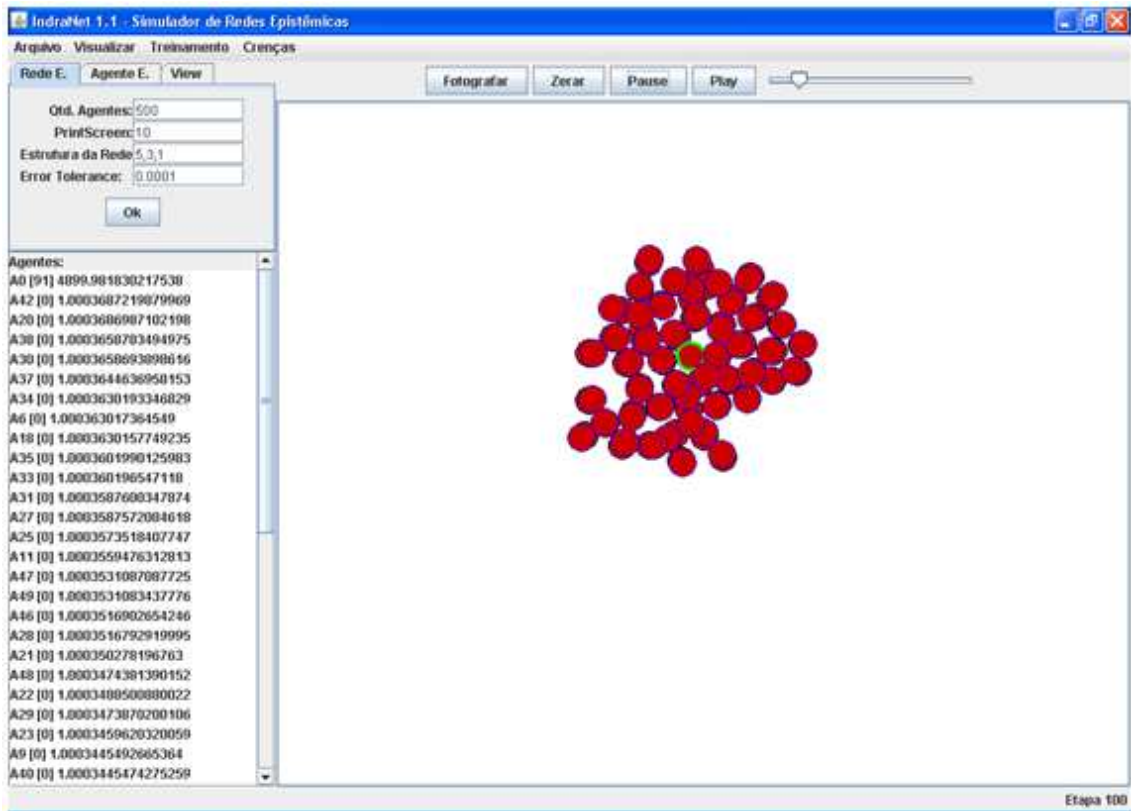 IndraNet 1.1 - Simulador de Redes Epistêmicas
Arquivo Visualizar Treinamento Crenças
Rede E. Agente E. View
Fotografar Zerar Pause Play
Qtd. Agentes: 500
PrintScreen: 10
Estrutura da Rede 5,3,1
Error Tolerance: 0.0001
Ok
Agentes:
A0 [91] 4899.981830217538
A42 [0] 1.0003687219079969
A20 [0] 1.0003686987102198
A38 [0] 1.0003658703494975
A30 [0] 1.0003658693898616
A37 [0] 1.0003644636950153
A34 [0] 1.0003630193346829
A6 [0] 1.000363017364549
A18 [0] 1.0003630157749235
A35 [0] 1.0003601990125983
A33 [0] 1.000360196547118
A31 [0] 1.0003587600347874
A27 [0] 1.0003587572084618
A25 [0] 1.0003573518407747
A11 [0] 1.0003559476312813
A47 [0] 1.0003531087087725
A49 [0] 1.0003531083437776
A46 [0] 1.0003516902654246
A28 [0] 1.0003516792919995
A21 [0] 1.000350278196763
A48 [0] 1.0003474381390152
A22 [0] 1.0003488500880022
A29 [0] 1.0003473870200106
A23 [0] 1.0003459620320059
A9 [0] 1.0003445492665364
A40 [0] 1.0003445474275259
Etapa 100